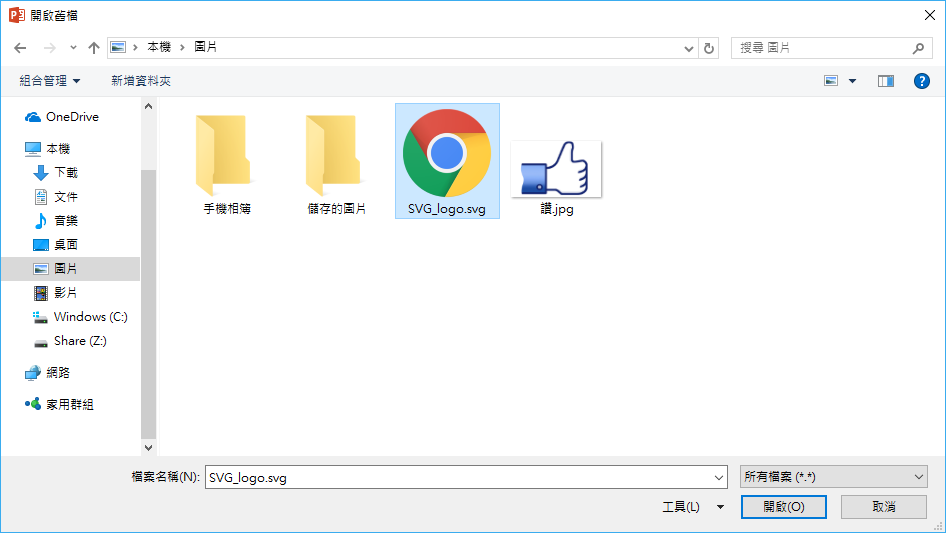 開啟舊檔
本機 圖片
搜尋 圖片
組合管理 新增資料夾
OneDrive
本機
下載
文件
音樂
桌面
圖片
影片
Windows (C:)
Share (Z:)
網路
家用群組
手機相簿
儲存的圖片
SVG_logo.svg
讚.jpg
檔案名稱(N): SVG_logo.svg 所有檔案 (*.*)
工具(L) 開啟(O) 取消